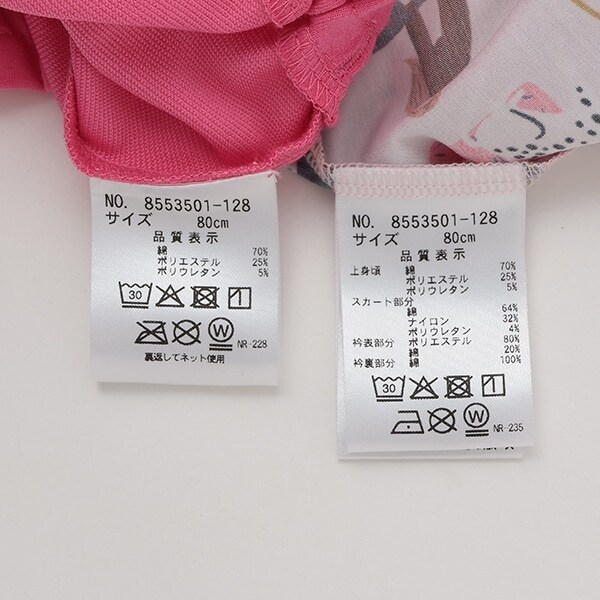 NO. 8553501-128
サイズ 80cm
品質表示
綿 70%
ポリエステル 25%
ポリウレタン 5%
30
W
NR-228
裏返してネット使用
NO. 8553501-128
サイズ 80cm
品質表示
上身頃 綿 70%
ポリエステル 25%
ポリウレタン 5%
スカート部分
綿 64%
ナイロン 32%
ポリウレタン 4%
衿表部分 ポリエステル 80%
綿 20%
衿裏部分 綿 100%
30
W
NR-235